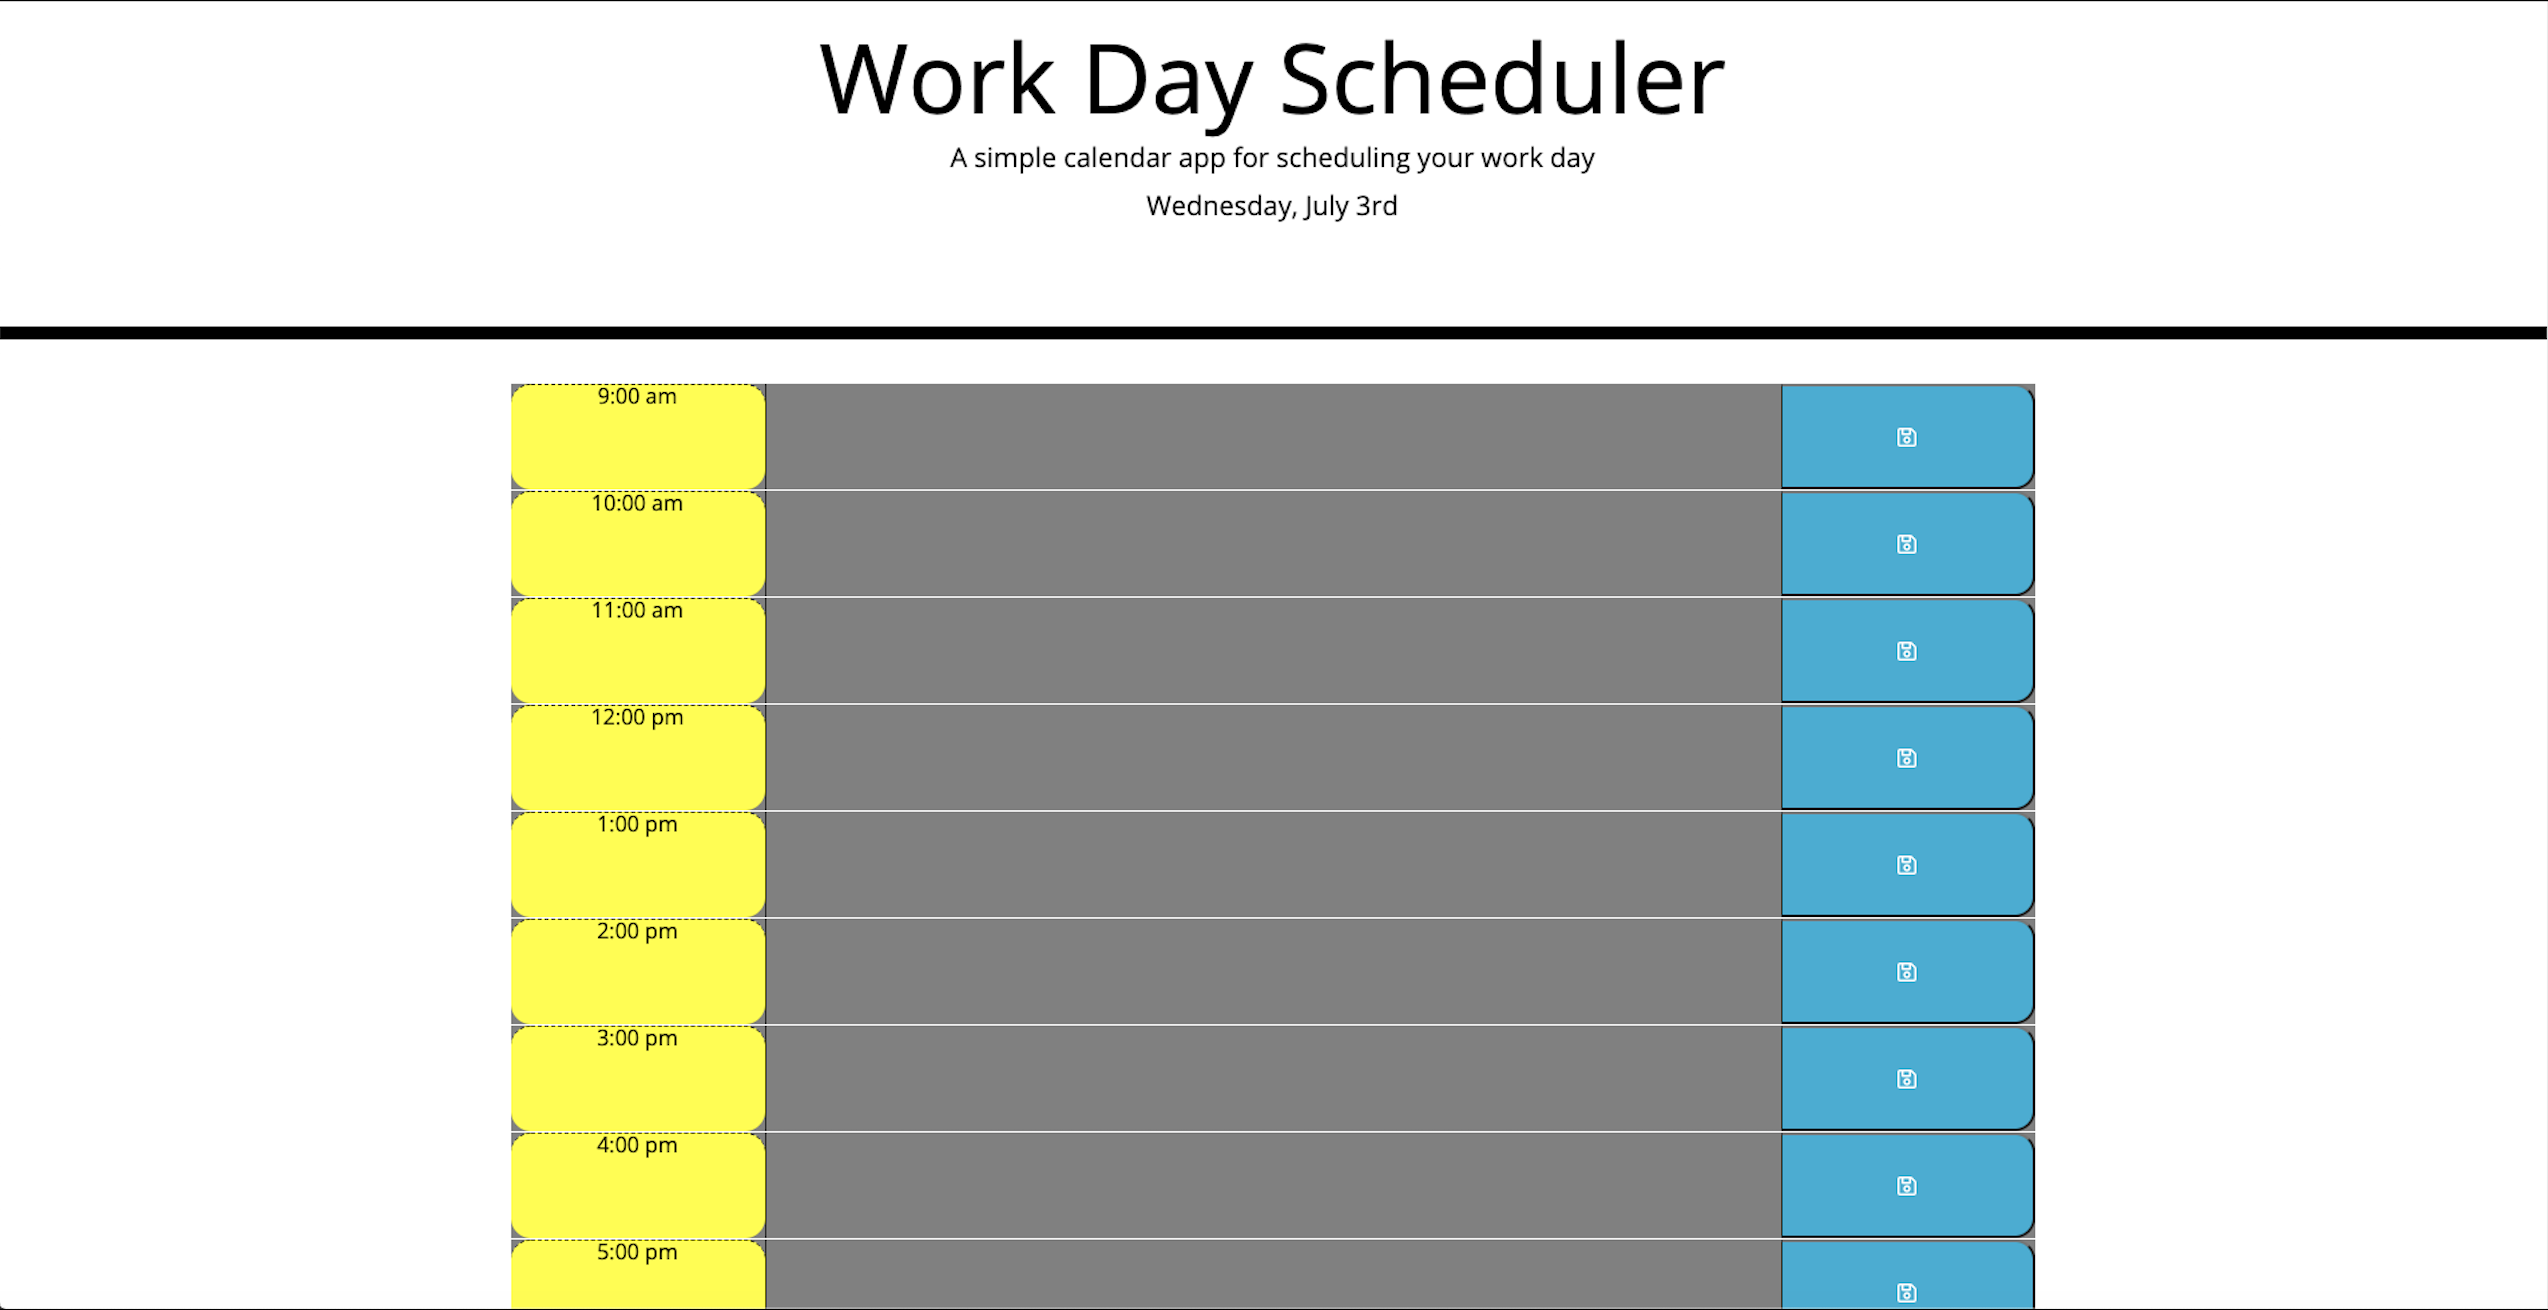 Work Day Scheduler
A simple calendar app for scheduling your work day
Wednesday, July 3rd
9:00 am
10:00 am
11:00 am
12:00 pm
1:00 pm
2:00 pm
3:00 pm
4:00 pm
5:00 pm